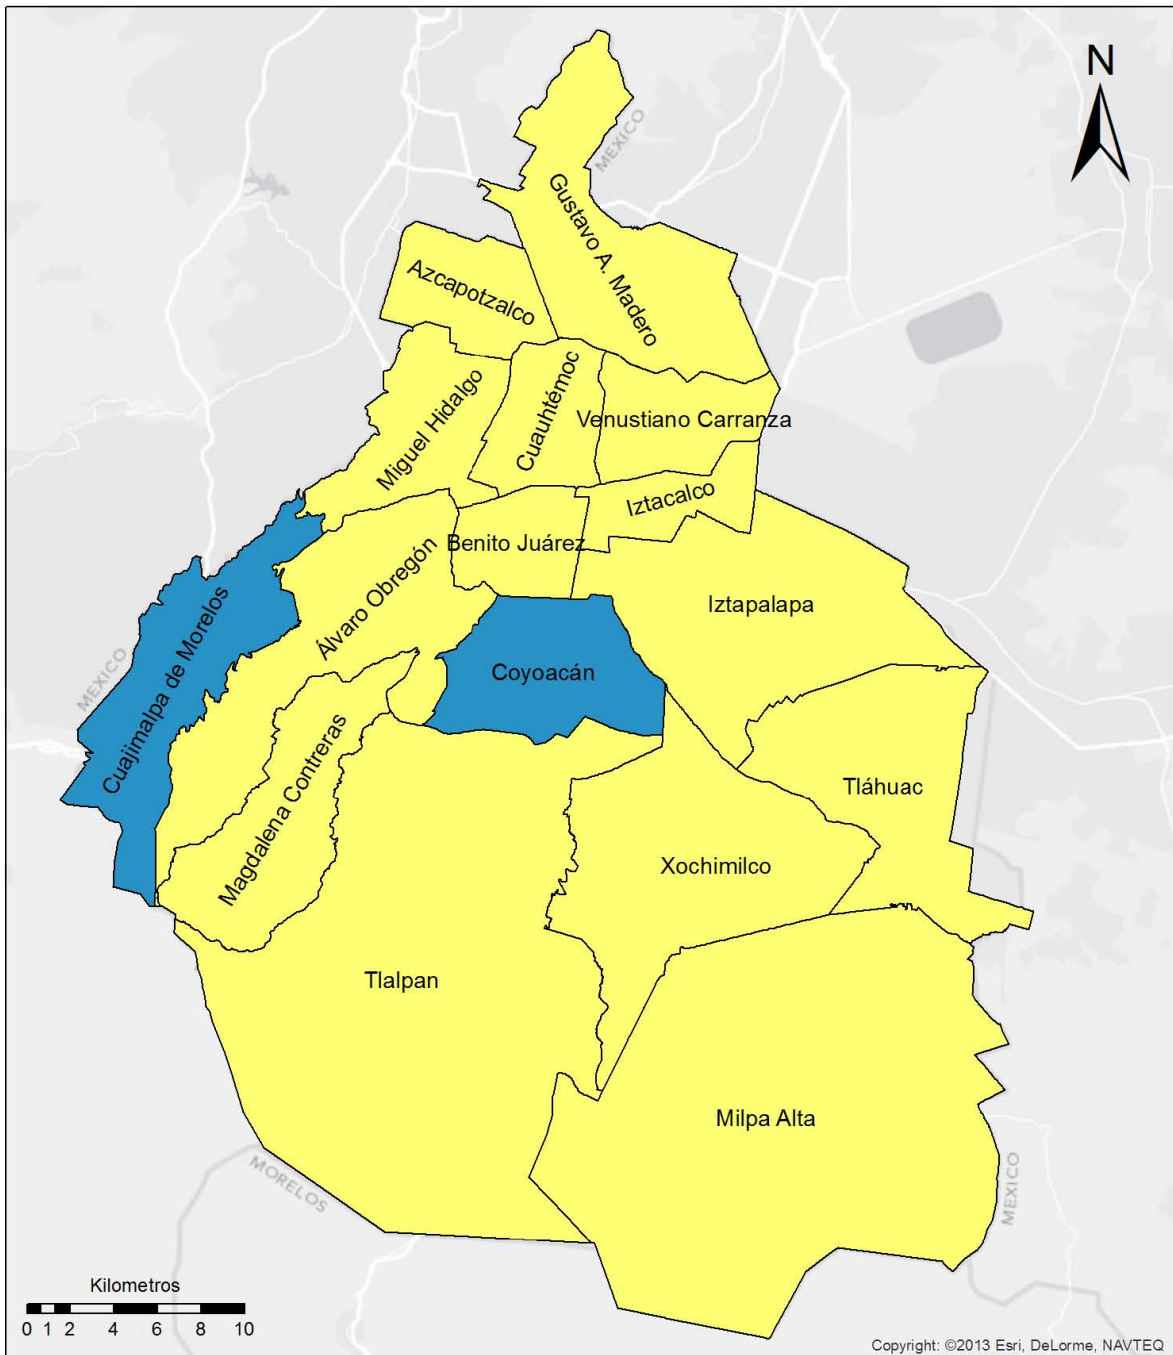 N
MEXICO
Gustavo A. Madero
Azcapotzalco
Miguel Hidalgo
Cuauhtémoc
Venustiano Carranza
Iztacalco
Benito Juárez
Álvaro Obregón
Iztapalapa
Coyoacán
MEXICO
Cuajimalpa de Morelos
Magdalena Contreras
Tláhuac
Xochimilco
Tlalpan
Milpa Alta
MORELOS
MEXICO
Kilometros
0 1 2 4 6 8 10
Copyright: ©2013 Esri, DeLorme, NAVTEQ